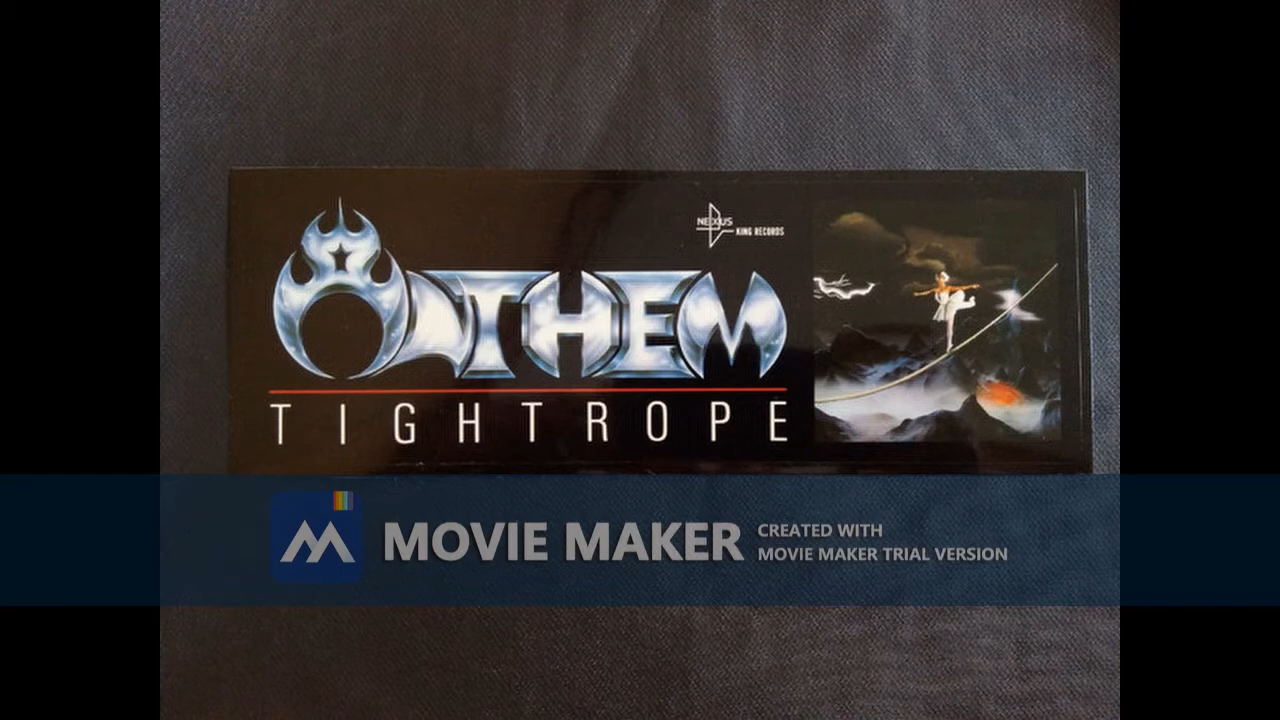 NEXUS
KING RECORDS
ANTHEM
TIGHTROPE
MOVIE MAKER
CREATED WITH
MOVIE MAKER TRIAL VERSION